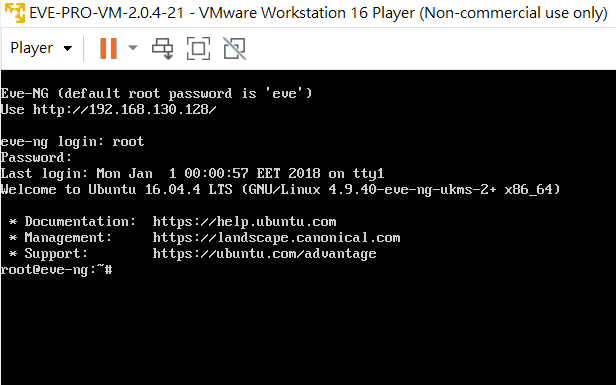 EVE-PRO-VM-2.0.4-21 - VMware Workstation 16 Player (Non-commercial use only)
Player
Eve-NG (default root password is 'eve')
Use http://192.168.130.128/
eve-ng login: root
Password:
Last login: Mon Jan  1 00:00:57 EET 2018 on tty1
Welcome to Ubuntu 16.04.4 LTS (GNU/Linux 4.9.40-eve-ng-ukms-2+ x86_64)
* Documentation:  https://help.ubuntu.com
* Management:     https://landscape.canonical.com
* Support:        https://ubuntu.com/advantage
root@eve-ng:~#